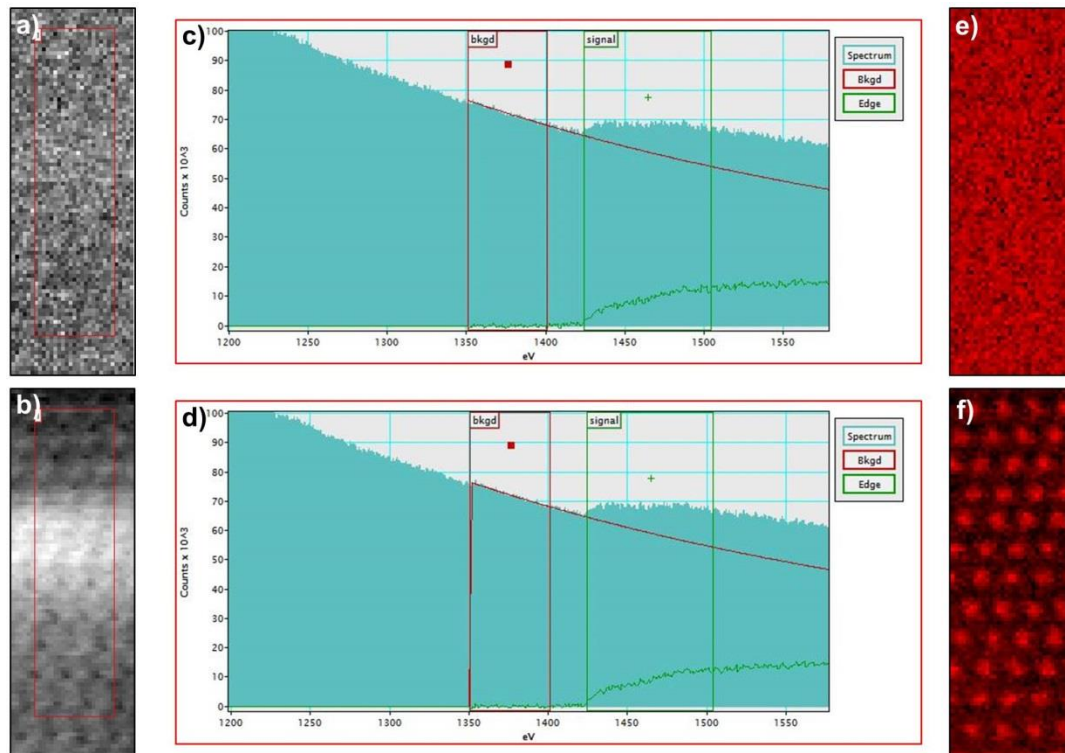 a)
c)
bkgd
signal
Spectrum
Bkgd
Edge
Counts x 10^3
100
90
80
70
60
50
40
30
20
10
0
1200
1250
1300
1350
1400
1450
1500
1550
eV
e)
b)
d)
bkgd
signal
Spectrum
Bkgd
Edge
Counts x 10^3
100
90
80
70
60
50
40
30
20
10
0
1200
1250
1300
1350
1400
1450
1500
1550
eV
f)